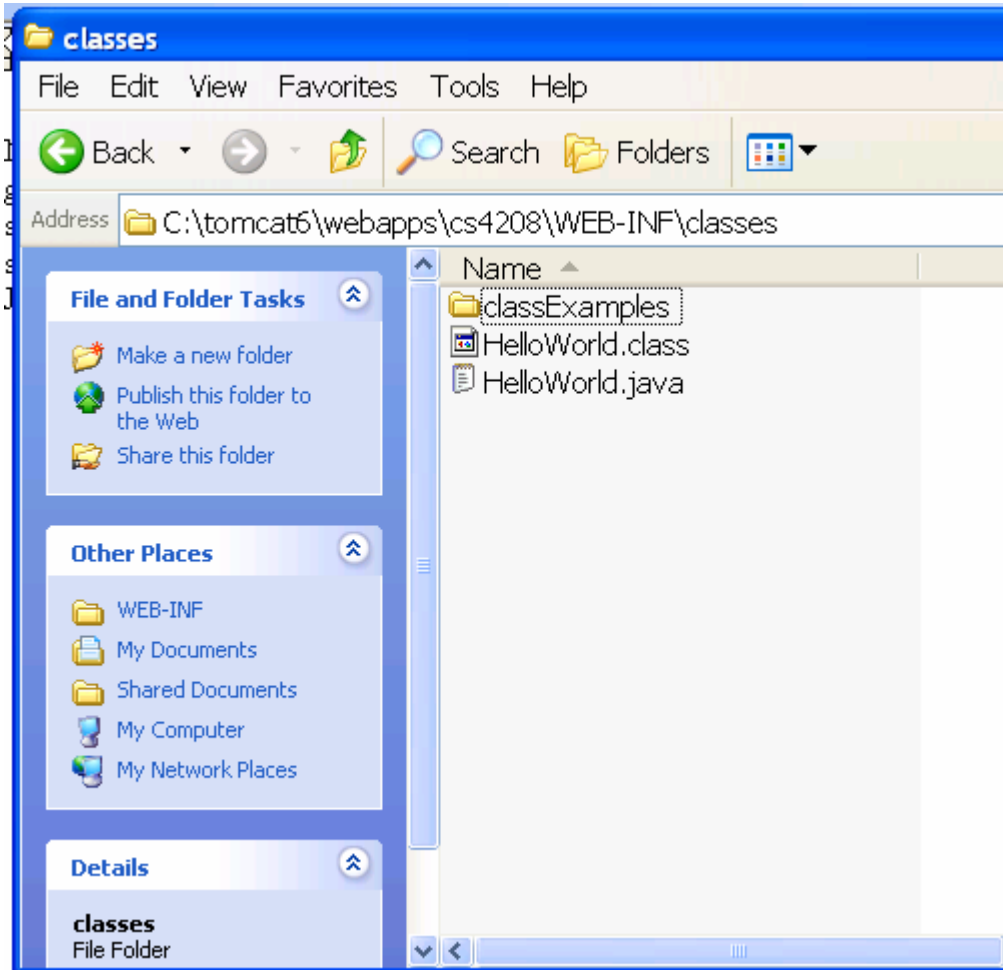 classes
File Edit View Favorites Tools Help
Back Search Folders
Address C:\tomcat6\webapps\cs4208\WEB-INF\classes
Name
File and Folder Tasks
Make a new folder
Publish this folder to
the Web
Share this folder
classExamples
HelloWorld.class
HelloWorld.java
Other Places
WEB-INF
My Documents
Shared Documents
My Computer
My Network Places
Details
classes
File Folder